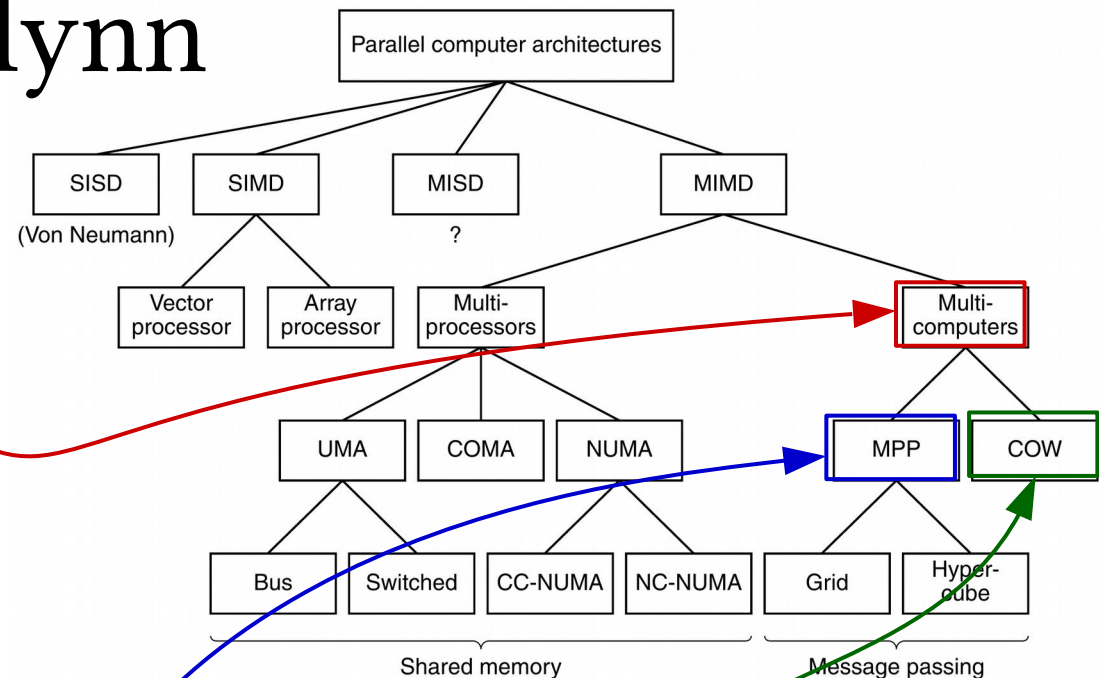 lynn
Parallel computer architectures
SISD
SIMD
MISD
MIMD
(Von Neumann)
?
Vector
processor
Array
processor
Multi-
processors
Multi-
computers
UMA
COMA
NUMA
MPP
COW
Bus
Switched
CC-NUMA
NC-NUMA
Grid
Hyper-
cube
Shared memory
Message passing